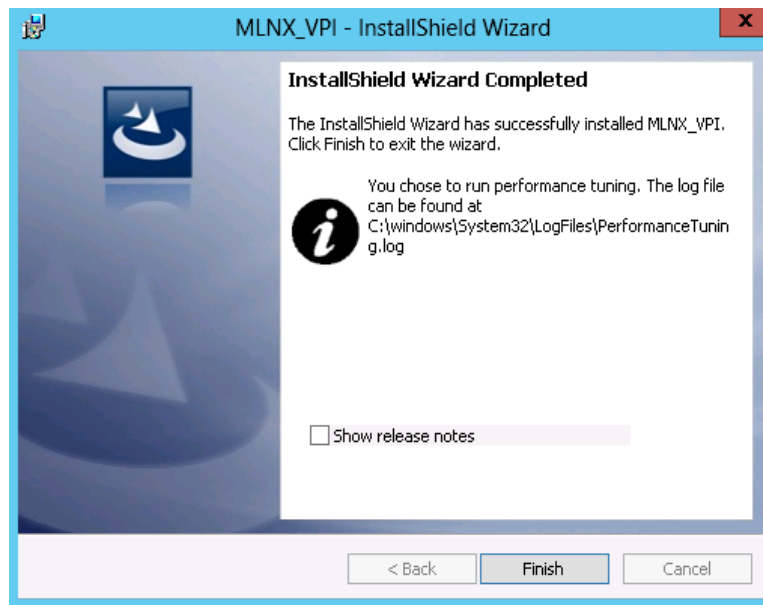 MLNX_VPI - InstallShield Wizard
x
InstallShield Wizard Completed
The InstallShield Wizard has successfully installed MLNX_VPI.
Click Finish to exit the wizard.
You chose to run performance tuning. The log file
can be found at
C:\windows\System32\LogFiles\PerformanceTunin
g.log
Show release notes
< Back
Finish
Cancel